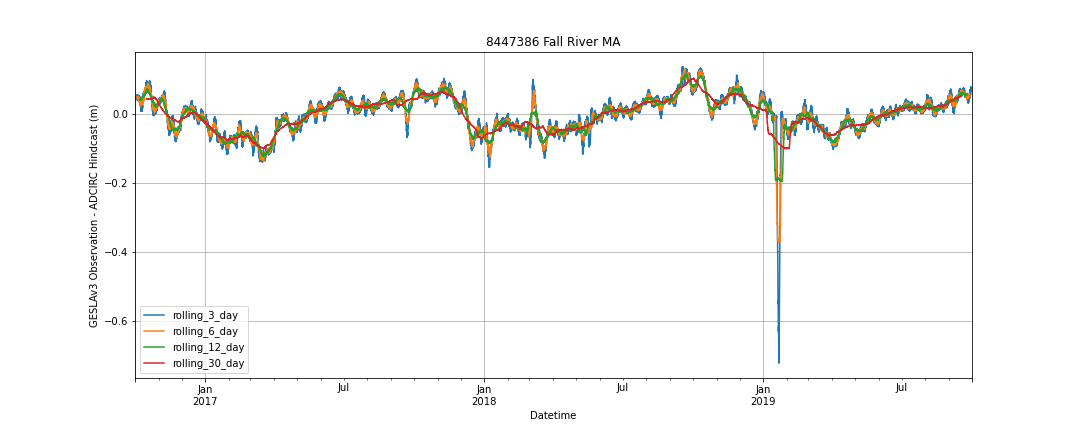 8447386 Fall River MA
GESLAv3 Observation - ADCIRC Hindcast (m)
0.0
−0.2
−0.4
−0.6
rolling_3_day
rolling_6_day
rolling_12_day
rolling_30_day
Jan
2017
Jul
Jan
2018
Jul
Jan
2019
Jul
Datetime